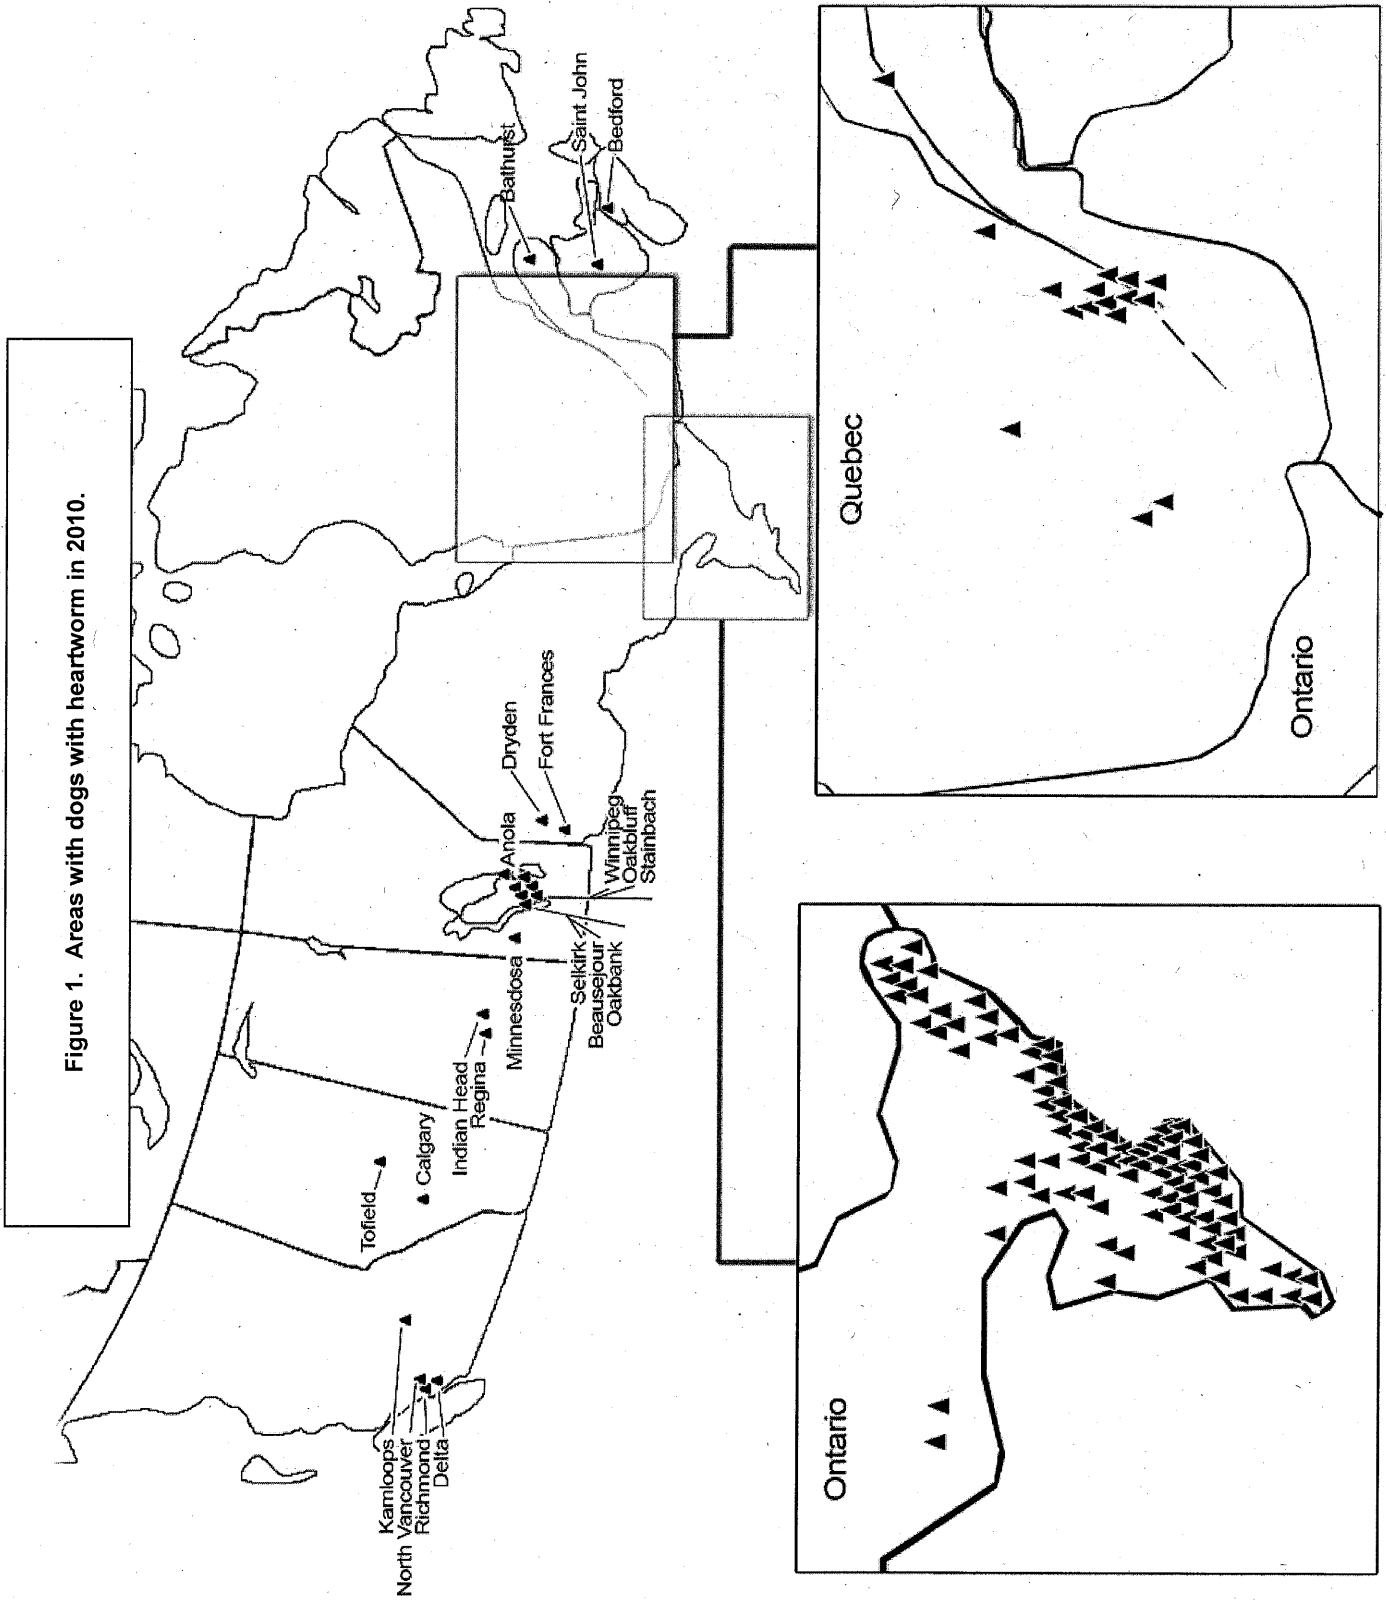 Figure 1. Areas with dogs with heartworm in 2010.
Kamloops
North Vancouver
Richmond
Delta
Tofield
Calgary
Indian Head
Regina
Minnesdosa
Selkirk
Beausejour
Oakbank
Anola
Winnipeg
Oakbluff
Stainbach
Dryden
Fort Frances
Bathurst
Saint John
Bedford
Ontario
Quebec
Ontario